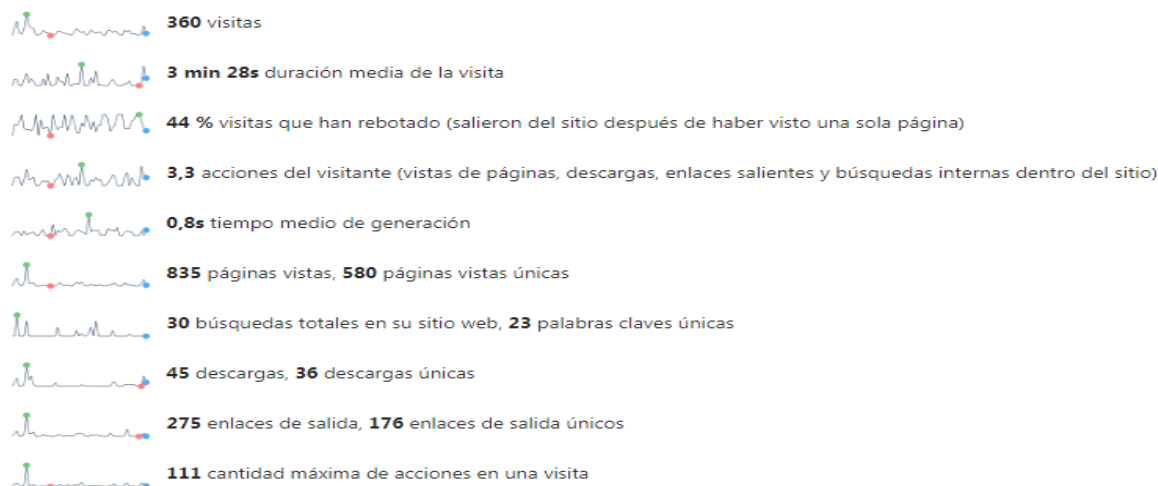 360 visitas
3 min 28s duración media de la visita
44 % visitas que han rebotado (salieron del sitio después de haber visto una sola página)
3,3 acciones del visitante (vistas de páginas, descargas, enlaces salientes y búsquedas internas dentro del sitio)
0,8s tiempo medio de generación
835 páginas vistas, 580 páginas vistas únicas
30 búsquedas totales en su sitio web, 23 palabras claves únicas
45 descargas, 36 descargas únicas
275 enlaces de salida, 176 enlaces de salida únicos
111 cantidad máxima de acciones en una visita